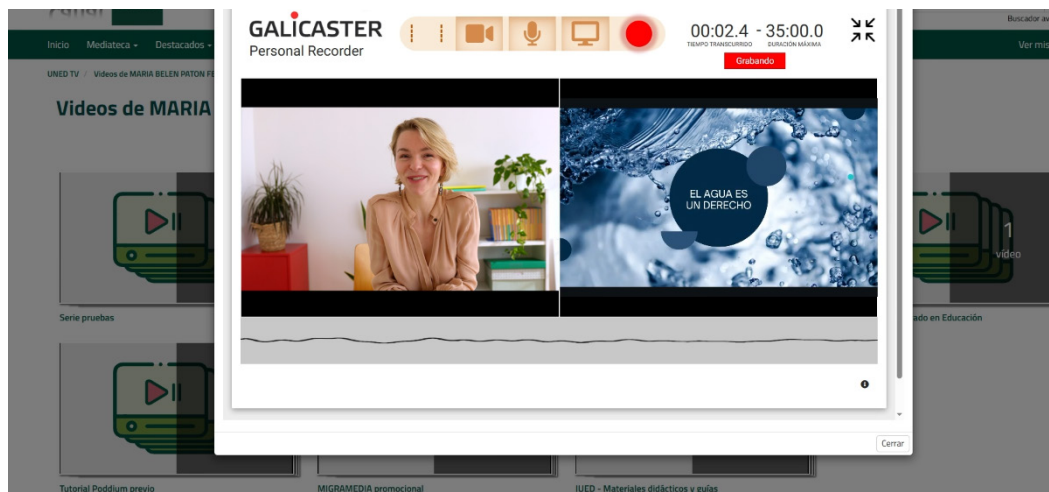 Buscador av
Inicio Mediateca Destacados
Ver mis
UNED TV / Videos de MARIA BELEN PATON FE
Videos de MARIA
GALICASTER
Personal Recorder
00:02.4 - 35:00.0
TIEMPO TRANSCURRIDO DURACIÓN MÁXIMA
Grabando
EL AGUA ES
UN DERECHO
1
vídeo
Serie pruebas
ado en Educación
Cerrar
Tutorial Poddium previo
MIGRAMEDIA promocional
IUED - Materiales didácticos y guías